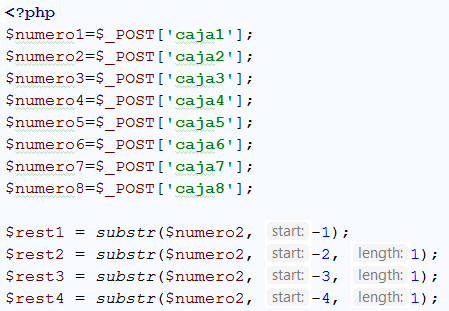 <?php
$numero1=$_POST['caja1'];
$numero2=$_POST['caja2'];
$numero3=$_POST['caja3'];
$numero4=$_POST['caja4'];
$numero5=$_POST['caja5'];
$numero6=$_POST['caja6'];
$numero7=$_POST['caja7'];
$numero8=$_POST['caja8'];
$rest1 = substr($numero2, start: -1);
$rest2 = substr($numero2, start: -2, length: 1);
$rest3 = substr($numero2, start: -3, length: 1);
$rest4 = substr($numero2, start: -4, length: 1);